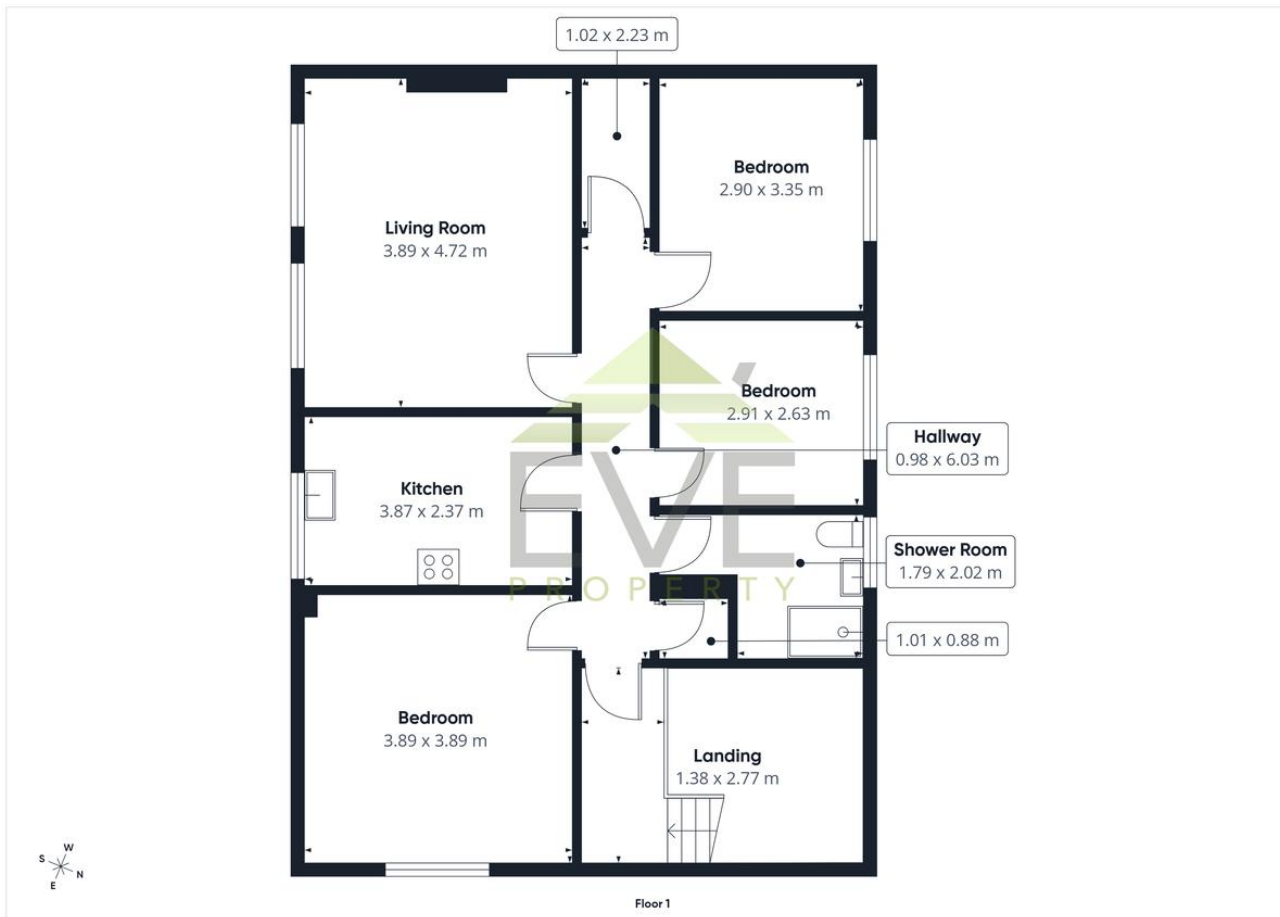 1.02 x 2.23 m
Living Room
3.89 x 4.72 m
Bedroom
2.90 x 3.35 m
Bedroom
2.91 x 2.63 m
Hallway
0.98 x 6.03 m
Kitchen
3.87 x 2.37 m
EVE
PROPERTY
Shower Room
1.79 x 2.02 m
1.01 x 0.88 m
Bedroom
3.89 x 3.89 m
Landing
1.38 x 2.77 m
W
S
N
E
Floor 1